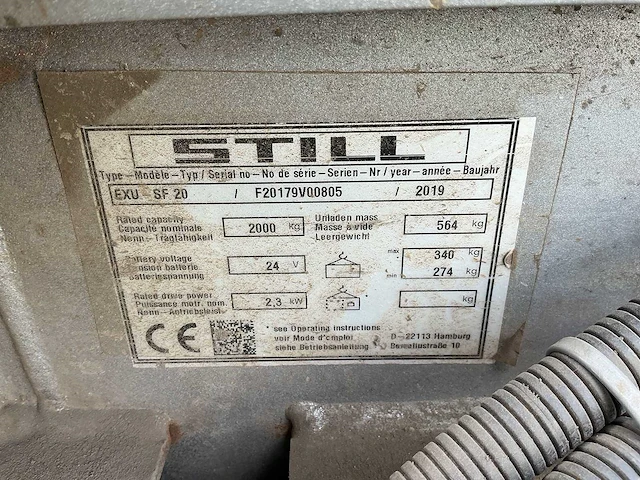 STILL
Type – Modèle – Typ / Serial no – No de série – Serien – Nr / year – année – Baujahr
EXU – SF 20 / F20179V00805 / 2019
Rated capacity
Capacite nominale 2000 kg
Nenn – Tragfähigkeit
Unladen mass
Masse à vide 564 kg
Leergewicht
Battery voltage
Tension batterie 24 V
Batteriespannung
max 340 kg
min 274 kg
Rated drive power
Puissance motr. nom. 2,3 kW
Nenn – Antriebsleist.
kg
CE
* see Operating instructions
voir Mode d'emploi
siehe Betriebsanleitung
D – 22113 Hamburg
Berzeliusstraße 10